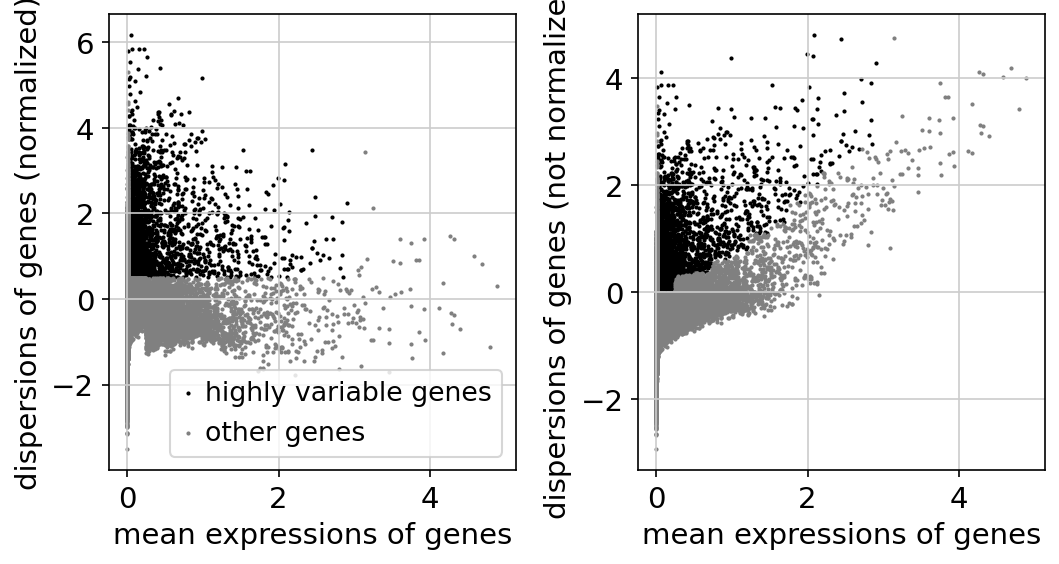 dispersions of genes (normalized)
6
4
2
0
−2
highly variable genes
other genes
0 2 4
mean expressions of genes
dispersions of genes (not normalize
4
2
0
−2
0 2 4
mean expressions of genes